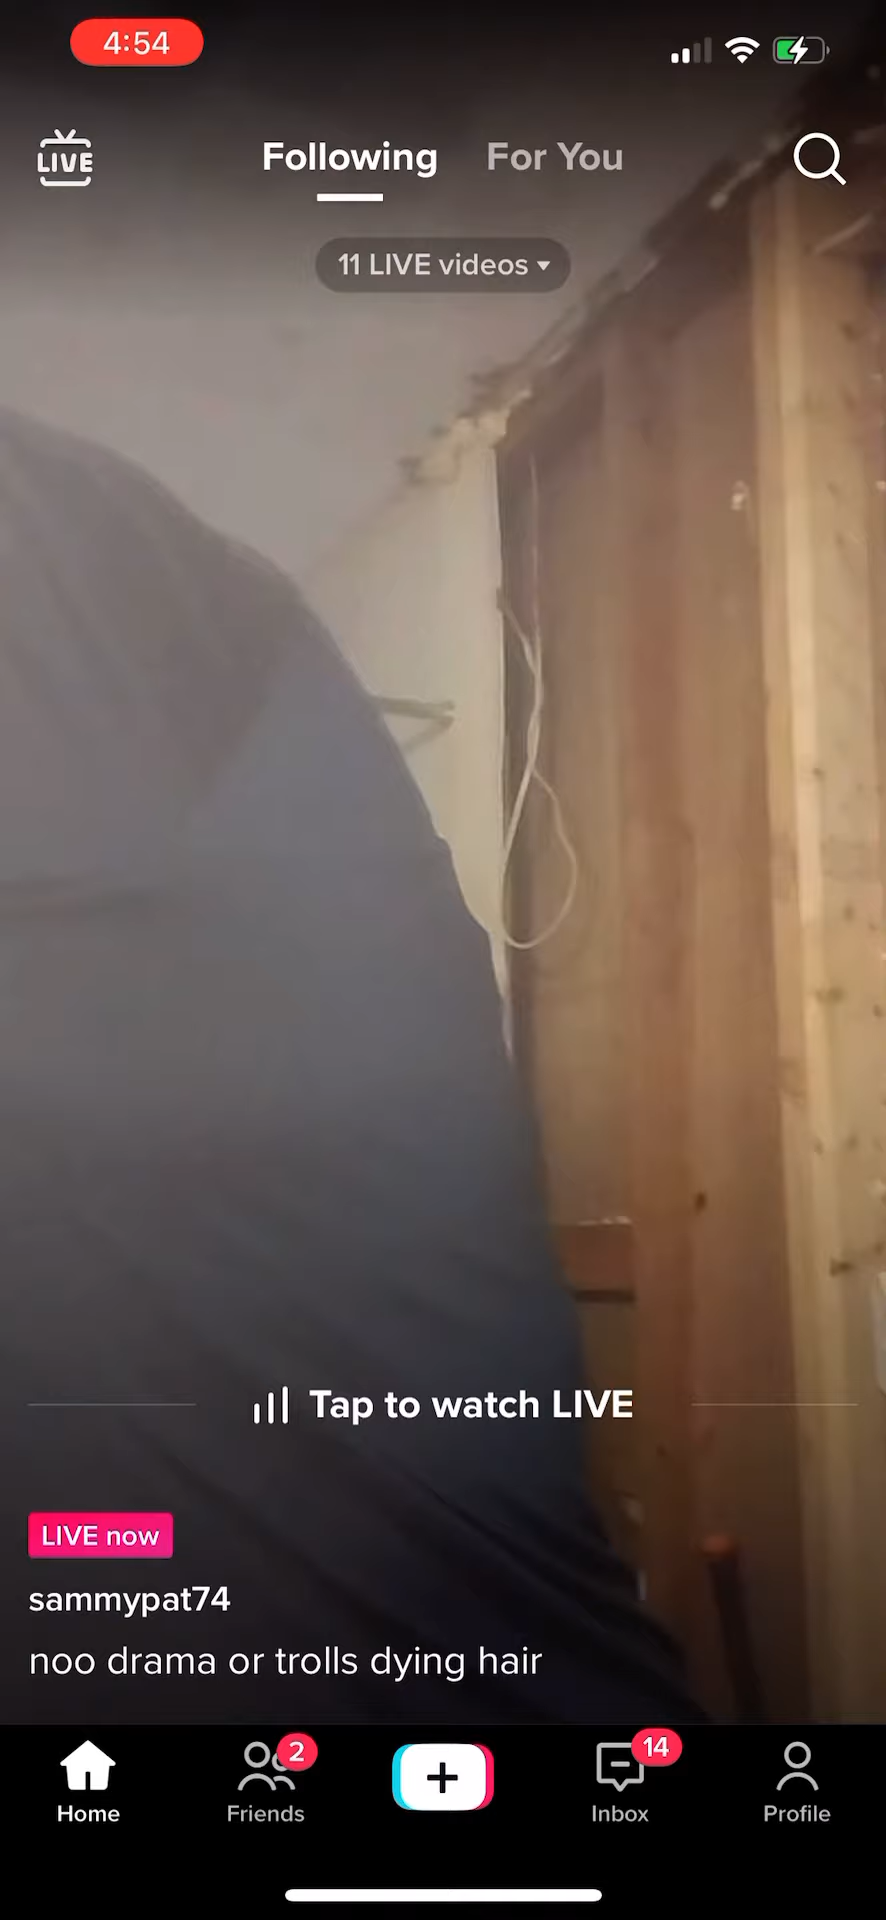 4:54
LIVE
Following
For You
11 LIVE videos
Tap to watch LIVE
LIVE now
sammypat74
noo drama or trolls dying hair
Home
2
Friends
14
Inbox
Profile